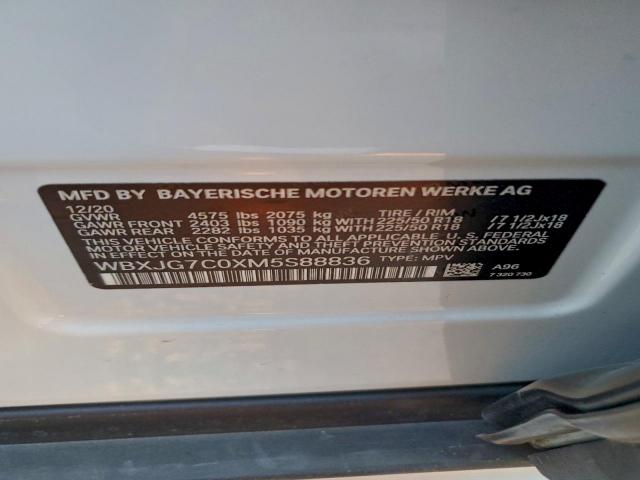 MFD BY BAYERISCHE MOTOREN WERKE AG
12/20 TIRE / RIM
GVWR 4575 lbs 2075 kg
GAWR FRONT 2403 lbs 1090 kg WITH 225/50 R18 /7 1/2Jx18
GAWR REAR 2282 lbs 1035 kg WITH 225/50 R18 /7 1/2Jx18
THIS VEHICLE CONFORMS TO ALL APPLICABLE U.S. FEDERAL
MOTOR VEHICLE SAFETY AND THEFT PREVENTION STANDARDS
IN EFFECT ON THE DATE OF MANUFACTURE SHOWN ABOVE.
WBXJG7C0XM5S88836 TYPE: MPV A96
7 320 730